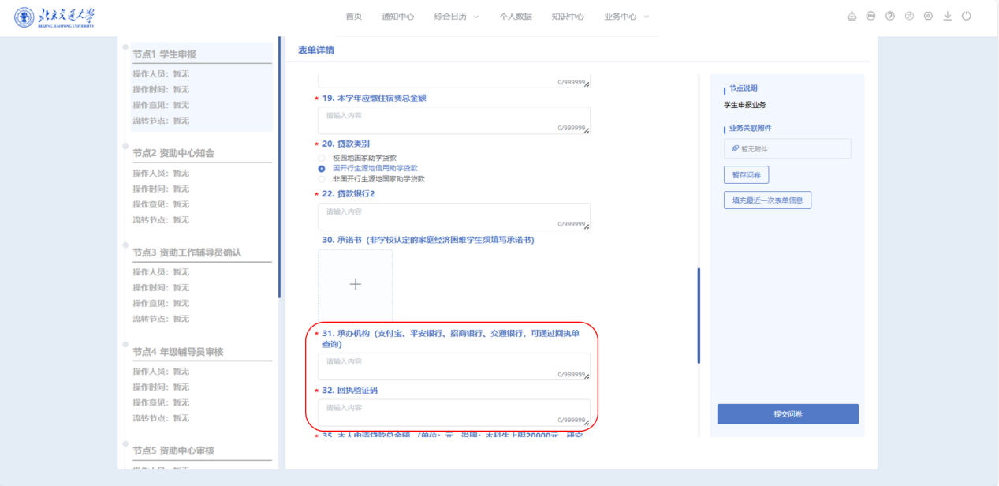 北京交通大学
BEIJING JIAOTONG UNIVERSITY
首页 通知中心 综合日历 个人数据 知识中心 业务中心
节点1 学生申报
操作人员：暂无
操作时间：暂无
操作意见：暂无
流转节点：暂无
节点2 资助中心知会
操作人员：暂无
操作时间：暂无
操作意见：暂无
流转节点：暂无
节点3 资助工作辅导员确认
操作人员：暂无
操作时间：暂无
操作意见：暂无
流转节点：暂无
节点4 年级辅导员审核
操作人员：暂无
操作时间：暂无
操作意见：暂无
流转节点：暂无
节点5 资助中心审核
操作人员：暂无
表单详情
0/999999
* 19. 本学年应缴住宿费总金额
请输入内容
0/999999
* 20. 贷款类别
校园地国家助学贷款
国开行生源地信用助学贷款
非国开行生源地国家助学贷款
* 22. 贷款银行2
请输入内容
0/999999
30. 承诺书（非学校认定的家庭经济困难学生须填写承诺书）
* 31. 承办机构（支付宝、平安银行、招商银行、交通银行，可通过回执单
查询）
请输入内容
0/999999
* 32. 回执验证码
请输入内容
0/999999
* 35. 本人申请贷款总金额 （单位：元 说明：本科生上限20000元 研究
节点说明
学生申报业务
业务关联附件
暂无附件
暂存问卷
填充最近一次表单信息
提交问卷